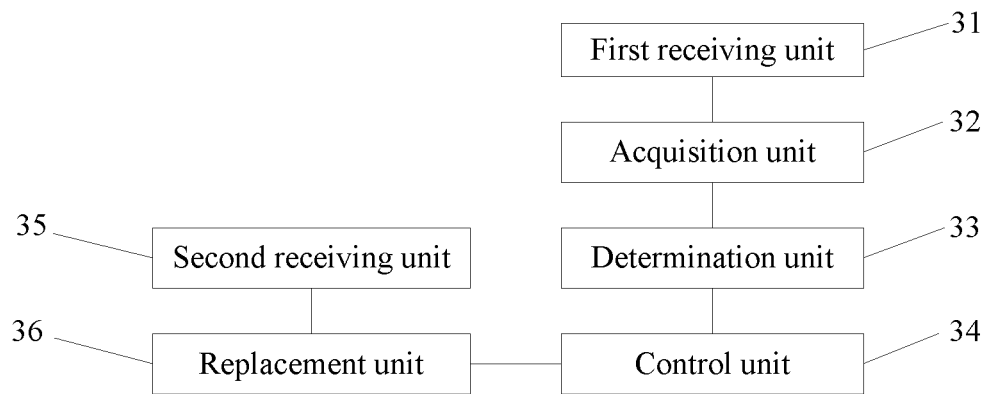 31
First receiving unit
32
Acquisition unit
33
Determination unit
35
Second receiving unit
34
Control unit
36
Replacement unit